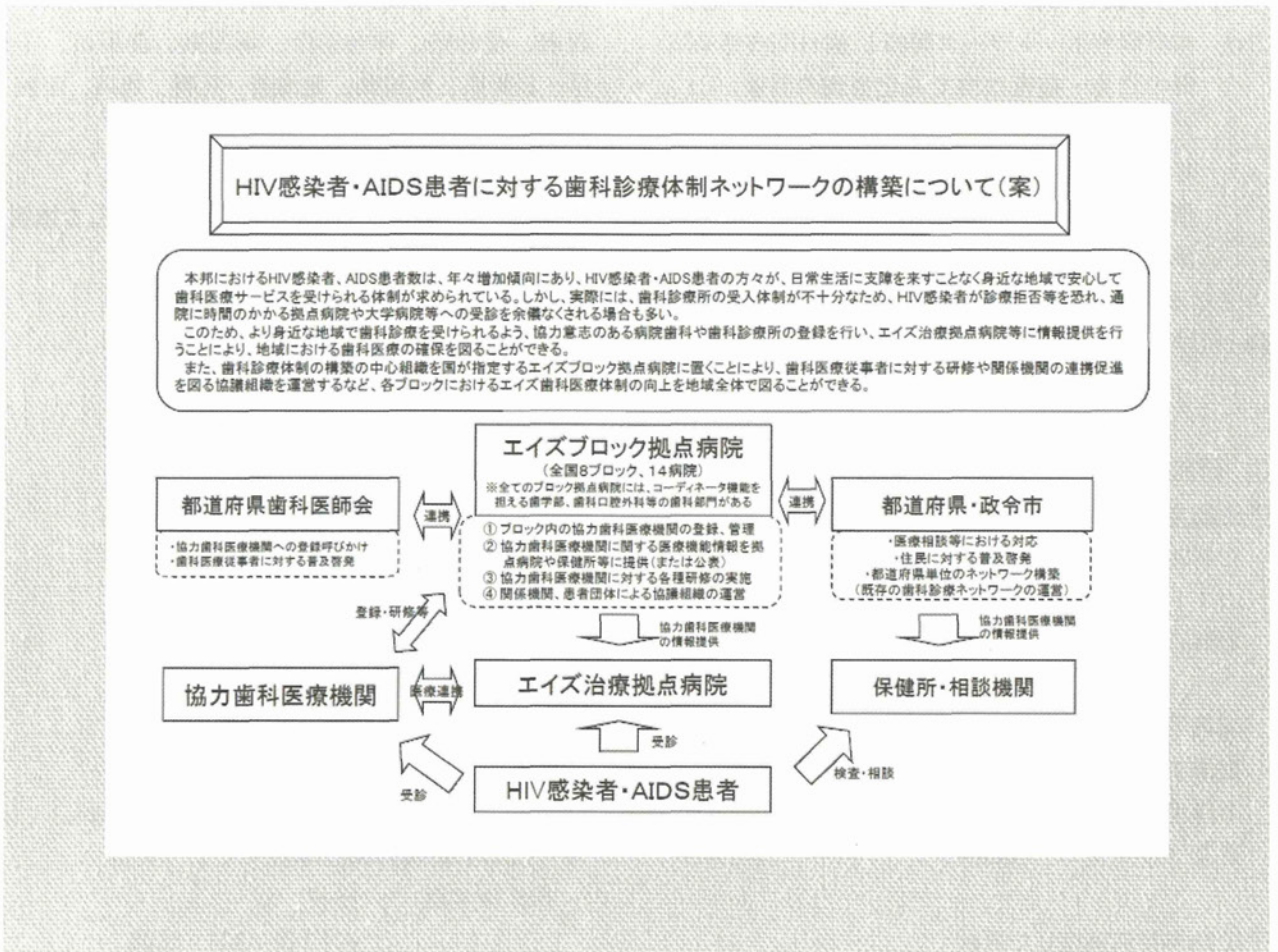 HIV感染者・AIDS患者に対する歯科診療体制ネットワークの構築について(案)
本邦におけるHIV感染者、AIDS患者数は、年々増加傾向にあり、HIV感染者・AIDS患者の方々が、日常生活に支障を来すことなく身近な地域で安心して
歯科医療サービスを受けられる体制が求められている。しかし、実際には、歯科診療所の受入体制が不十分なため、HIV感染者が診療拒否等を恐れ、通
院に時間のかかる拠点病院や大学病院等への受診を余儀なくされる場合も多い。
このため、より身近な地域で歯科診療を受けられるよう、協力意志のある病院歯科や歯科診療所の登録を行い、エイズ治療拠点病院等に情報提供を行
うことにより、地域における歯科医療の確保を図ることができる。
また、歯科診療体制の構築の中心組織を国が指定するエイズブロック拠点病院に置くことにより、歯科医療従事者に対する研修や関係機関の連携促進
を図る協議組織を運営するなど、各ブロックにおけるエイズ歯科医療体制の向上を地域全体で図ることができる。
エイズブロック拠点病院
(全国8ブロック、14病院)
※全てのブロック拠点病院には、コーディネータ機能を
担える歯学部、歯科口腔外科等の歯科部門がある
① ブロック内の協力歯科医療機関の登録、管理
② 協力歯科医療機関に関する医療機能情報を拠
点病院や保健所等に提供(または公表)
③ 協力歯科医療機関に対する各種研修の実施
④ 関係機関、患者団体による協議組織の運営
都道府県歯科医師会
・協力歯科医療機関への登録呼びかけ
・歯科医療従事者に対する普及啓発
連携
連携
都道府県・政令市
・医療相談等における対応
・住民に対する普及啓発
・都道府県単位のネットワーク構築
(既存の歯科診療ネットワークの運営)
登録・研修等
協力歯科医療機関
の情報提供
協力歯科医療機関
の情報提供
協力歯科医療機関
医療連携
エイズ治療拠点病院
保健所・相談機関
受診
受診
検査・相談
HIV感染者・AIDS患者